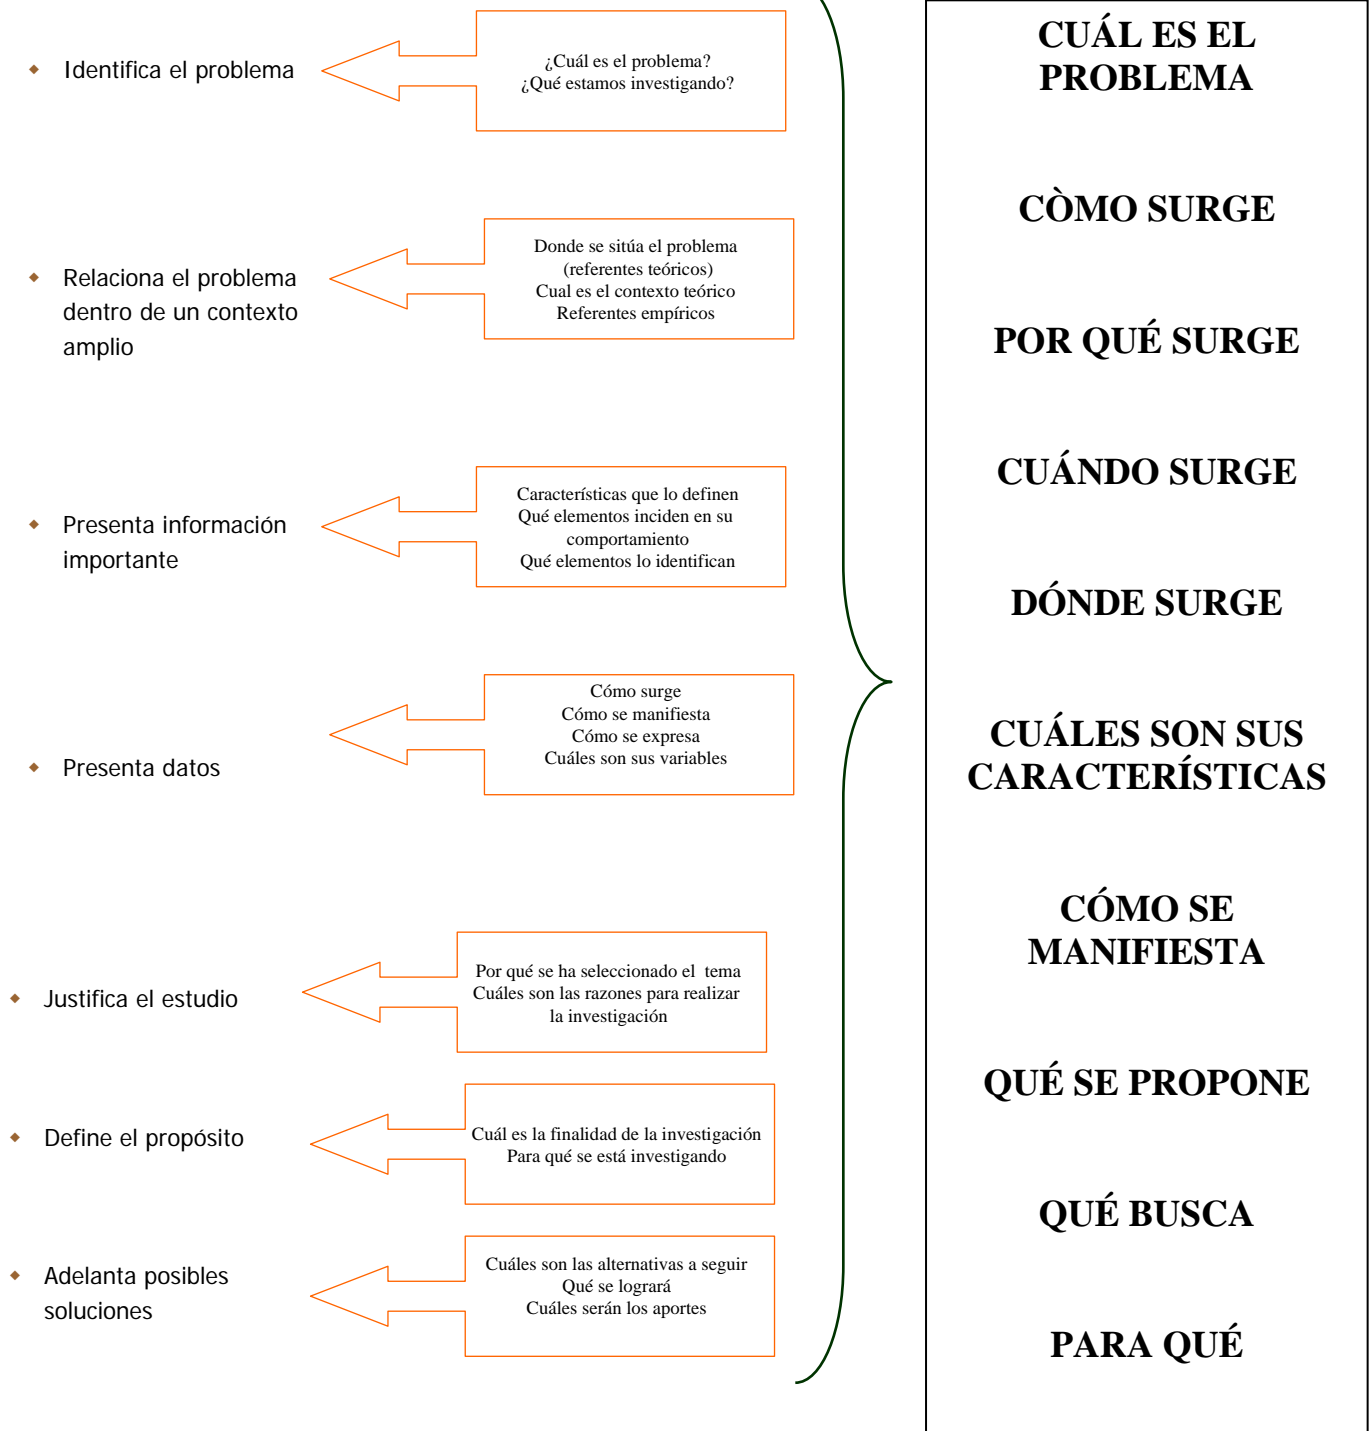 Identifica el problema
¿Cuál es el problema?
¿Qué estamos investigando?
Relaciona el problema
dentro de un contexto
amplio
Donde se sitúa el problema
(referentes teóricos)
Cual es el contexto teórico
Referentes empíricos
Presenta información
importante
Características que lo definen
Qué elementos inciden en su
comportamiento
Qué elementos lo identifican
Presenta datos
Cómo surge
Cómo se manifiesta
Cómo se expresa
Cuáles son sus variables
Justifica el estudio
Por qué se ha seleccionado el tema
Cuáles son las razones para realizar
la investigación
Define el propósito
Cuál es la finalidad de la investigación
Para qué se está investigando
Adelanta posibles
soluciones
Cuáles son las alternativas a seguir
Qué se logrará
Cuáles serán los aportes
CUÁL ES EL
PROBLEMA
CÒMO SURGE
POR QUÉ SURGE
CUÁNDO SURGE
DÓNDE SURGE
CUÁLES SON SUS
CARACTERÍSTICAS
CÓMO SE
MANIFIESTA
QUÉ SE PROPONE
QUÉ BUSCA
PARA QUÉ